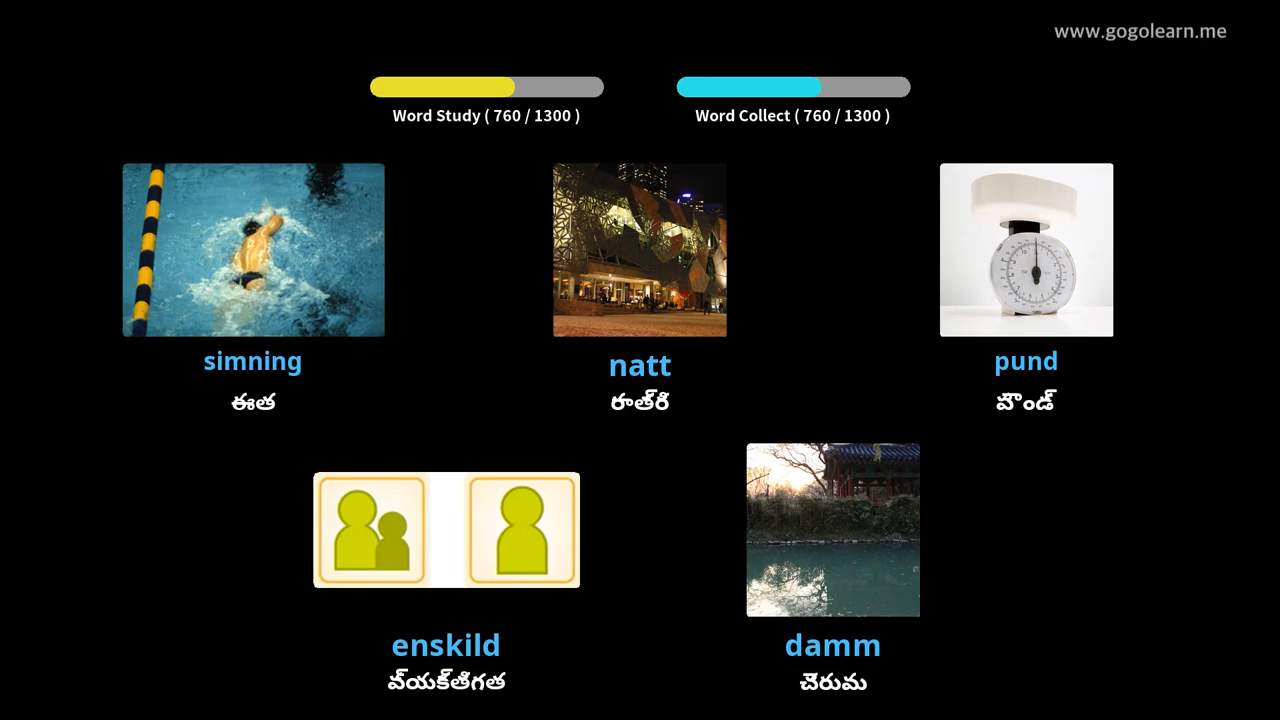 www.gogolearn.me
Word Study ( 760 / 1300 )
Word Collect ( 760 / 1300 )
simning
ఈత
natt
రాత్రి
pund
పౌండ్
enskild
వ్యక్తిగత
damm
చెరువు